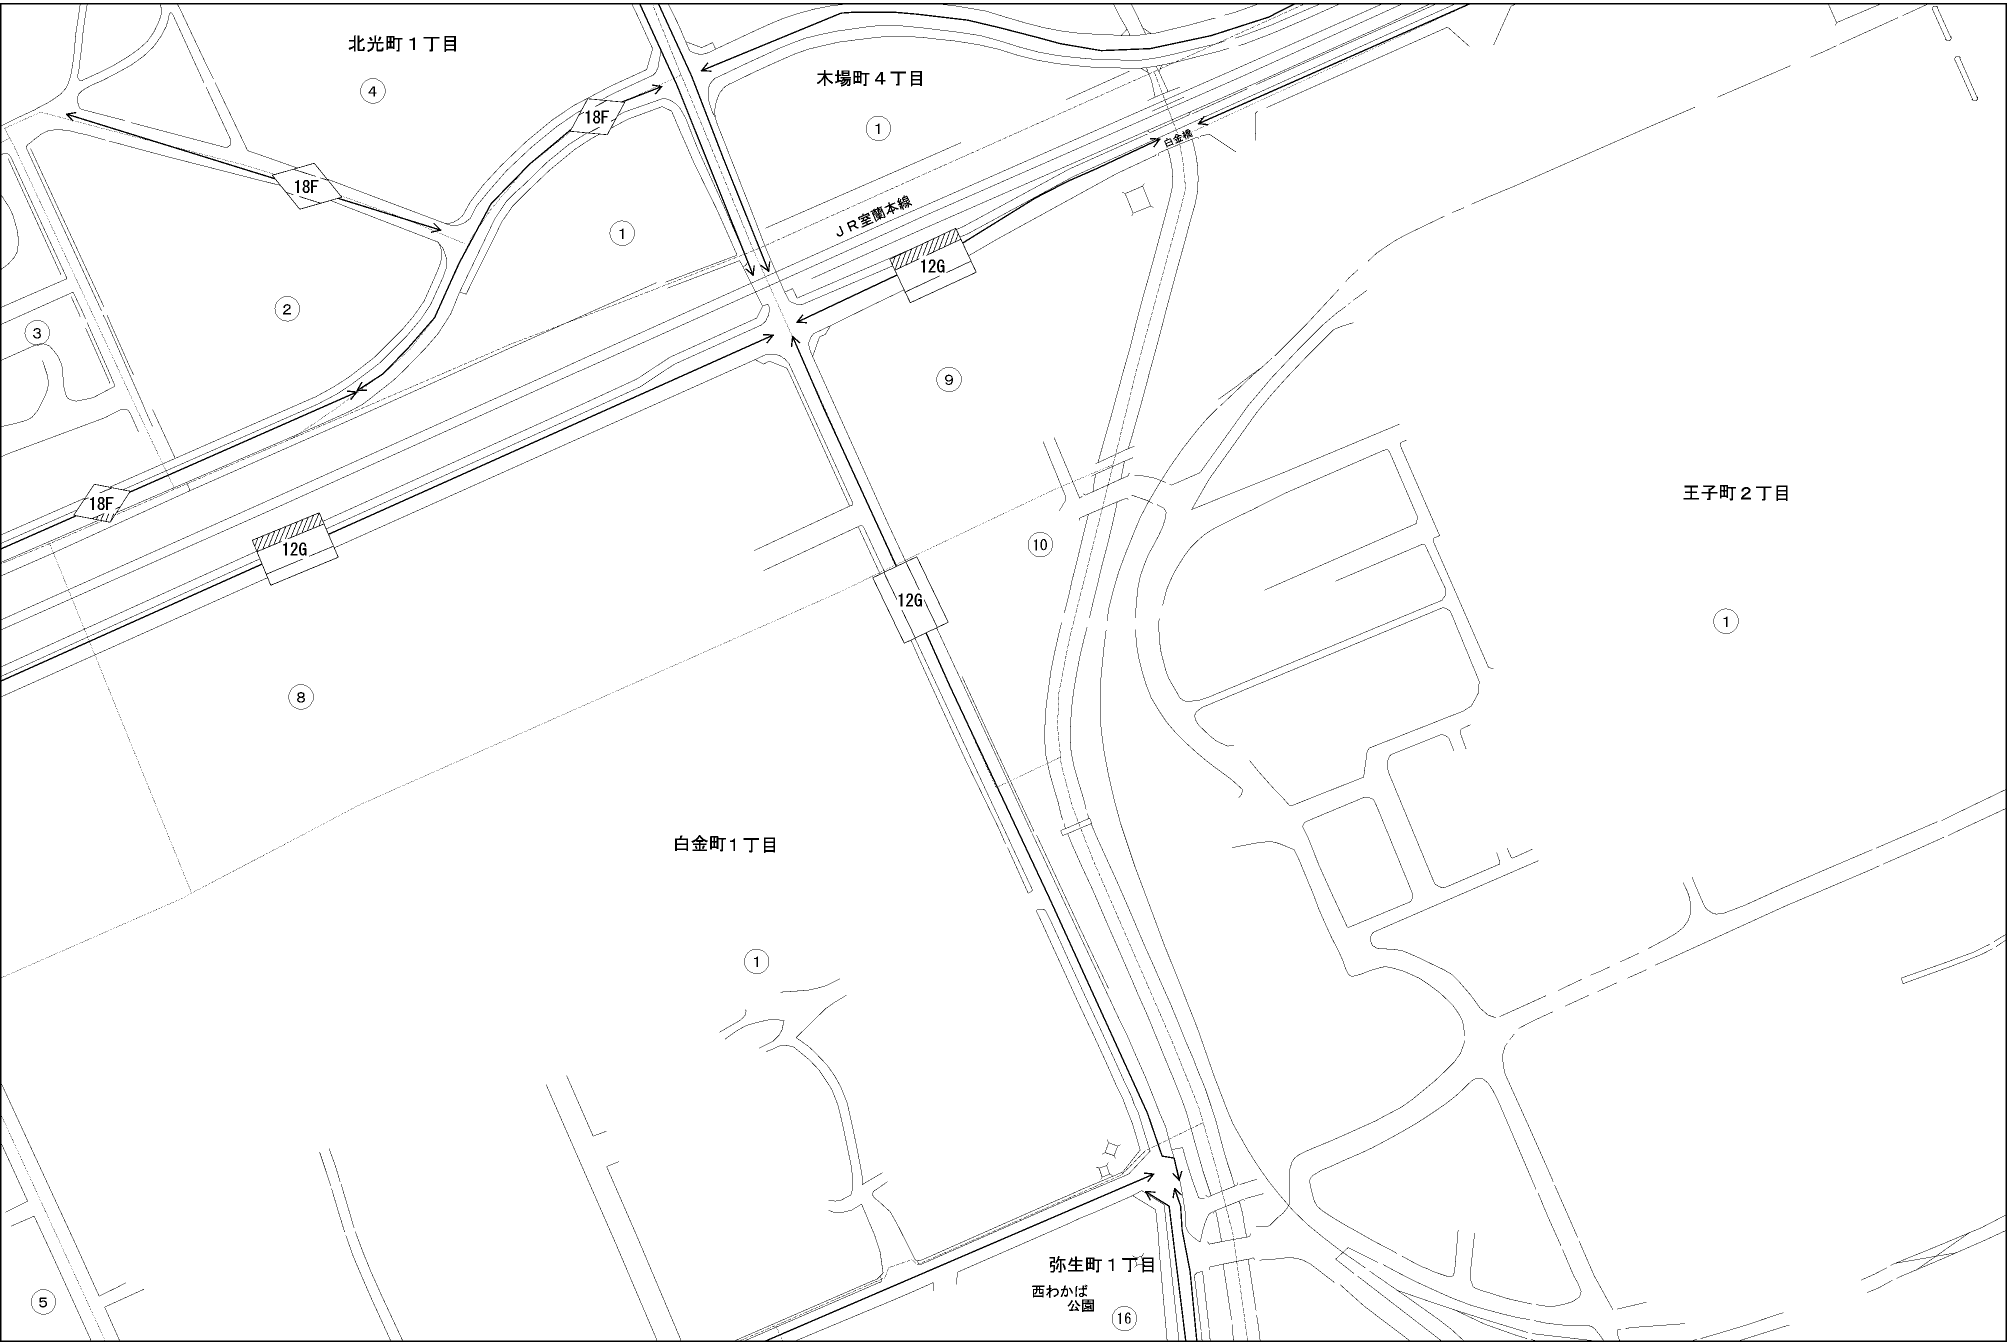 北光町１丁目
4
木場町４丁目
1
18F
白金橋
18F
1
ＪＲ室蘭本線
12G
2
3
9
18F
12G
王子町２丁目
10
12G
1
8
白金町１丁目
1
弥生町１丁目
西わかば
公園
16
5